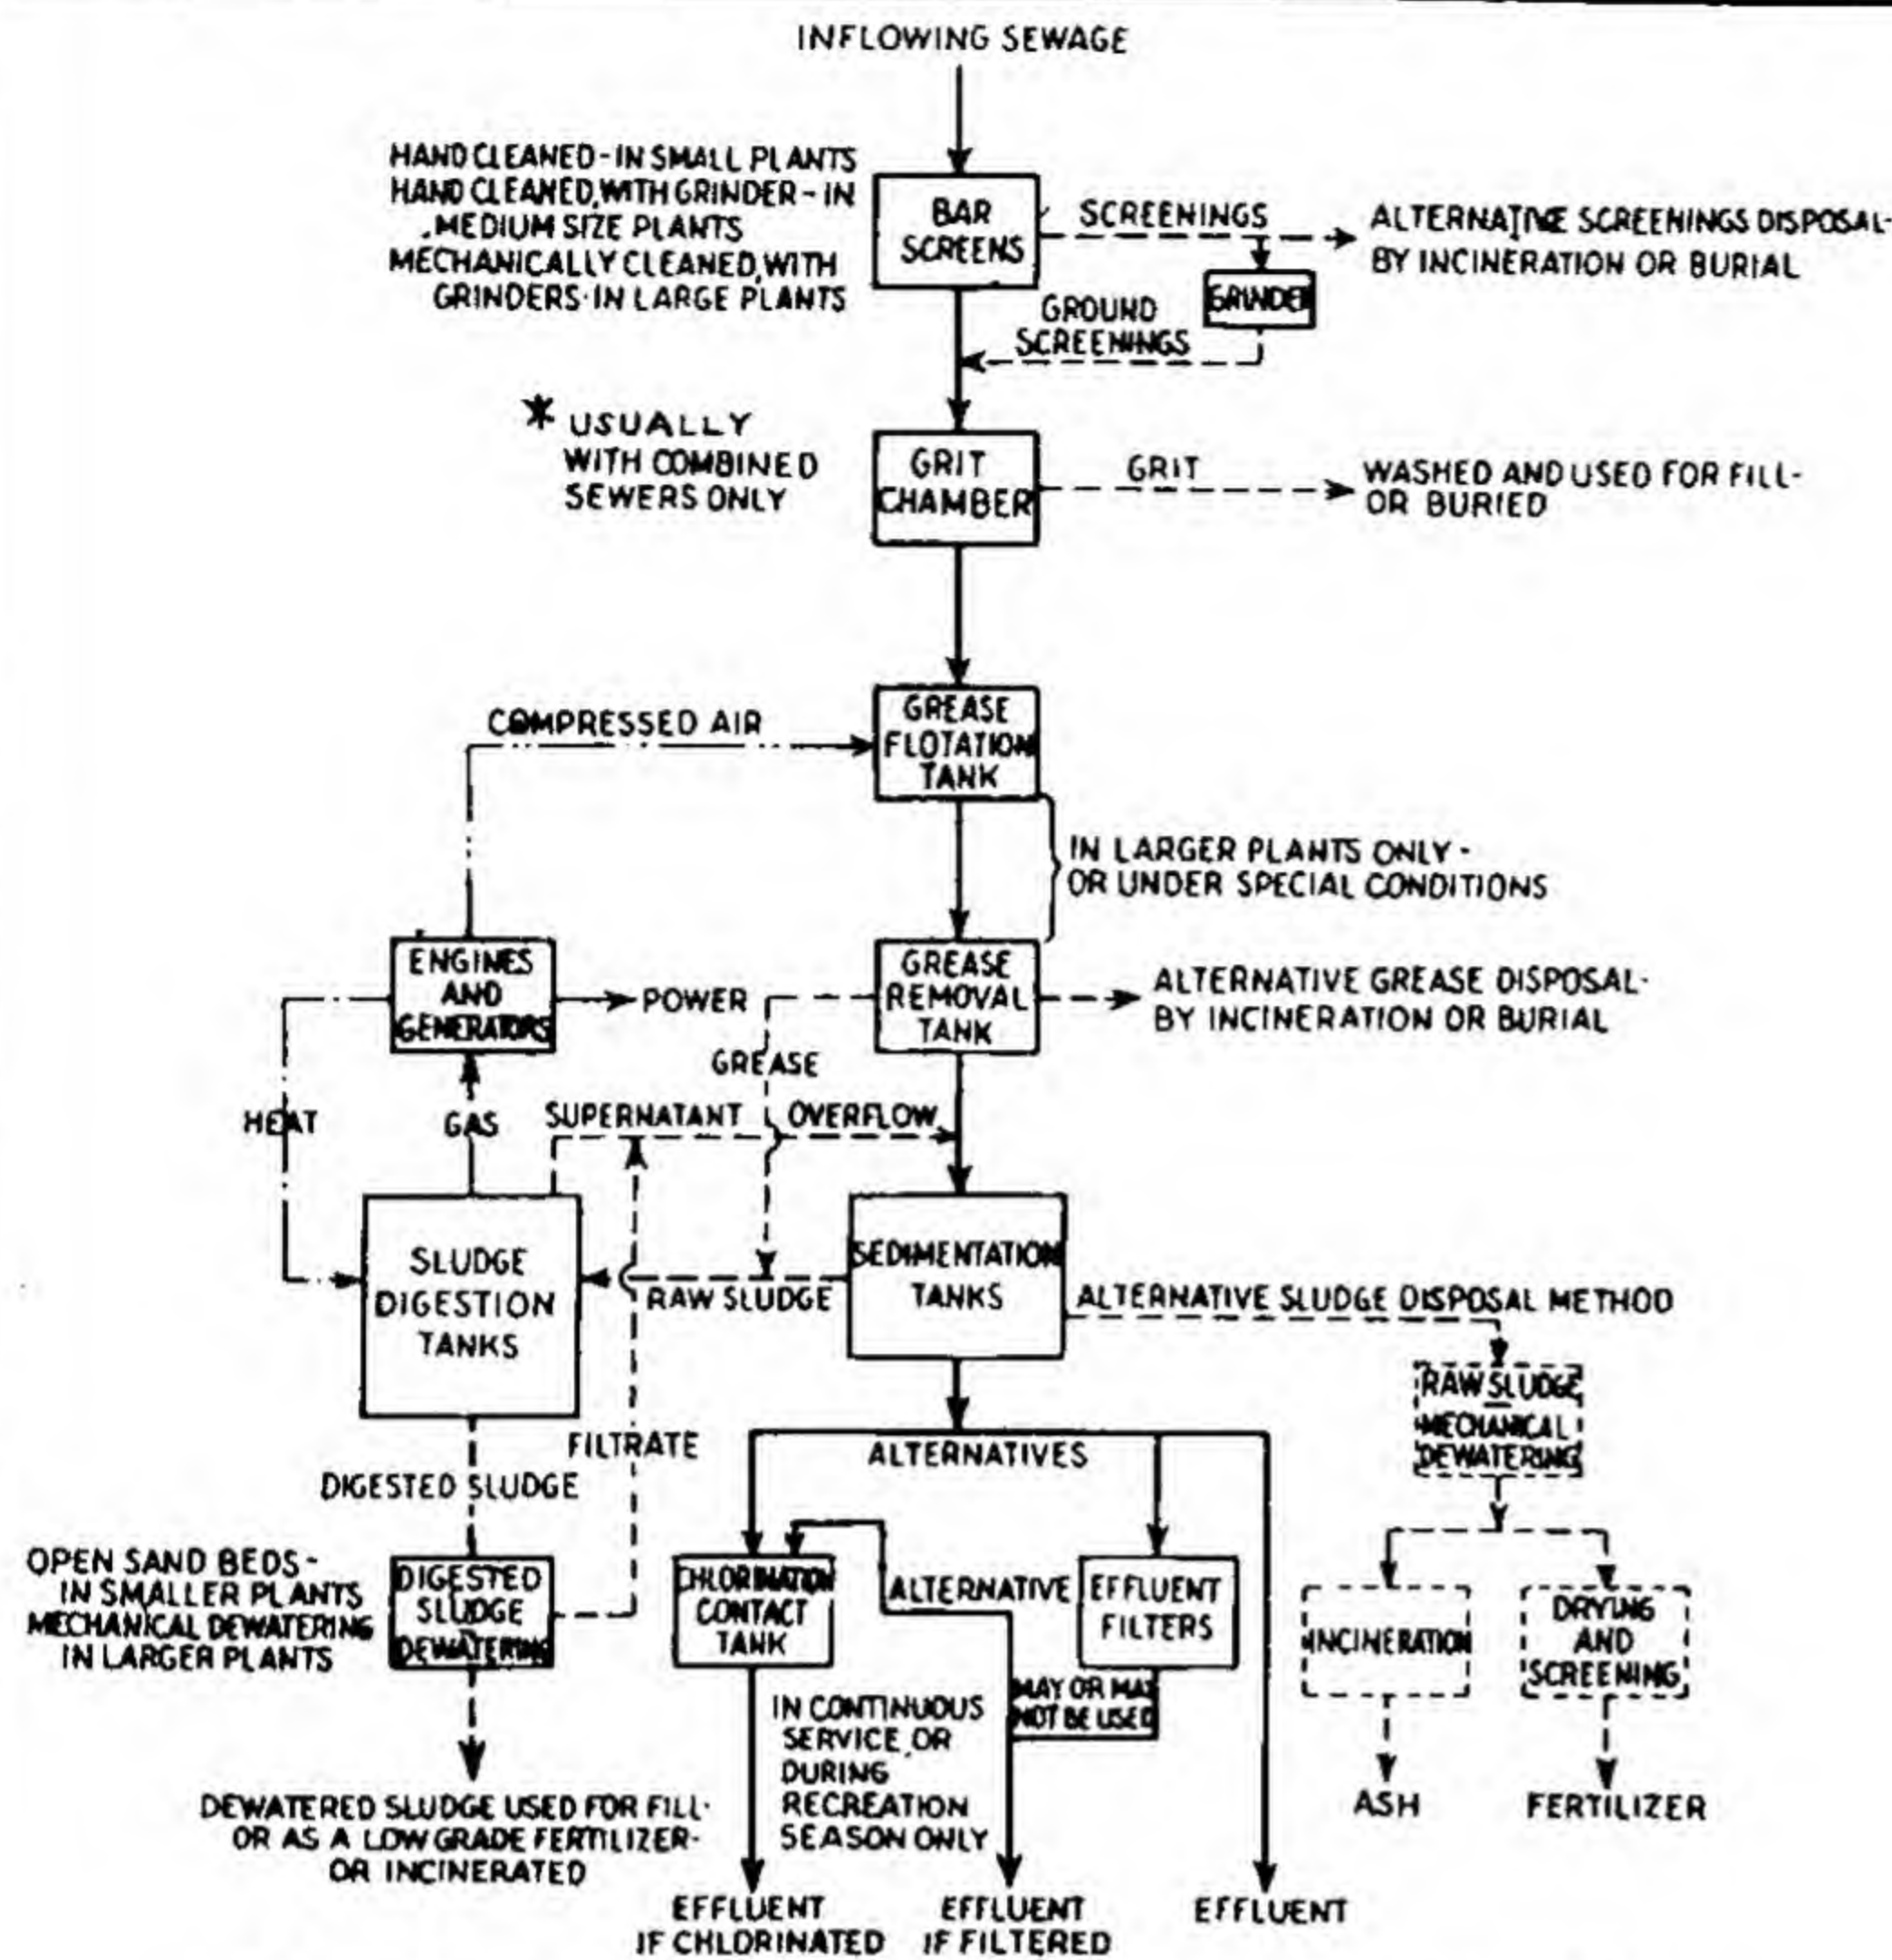 INFLOWING SEWAGE
HAND CLEANED-IN SMALL PLANTS
HAND CLEANED, WITH GRINDER-IN
MEDIUM SIZE PLANTS
MECHANICALLY CLEANED, WITH
GRINDERS-IN LARGE PLANTS
BAR
SCREENS
SCREENINGS
ALTERNATIVE SCREENINGS DISPOSAL-
BY INCINERATION OR BURIAL
GRINDER
GROUND
SCREENINGS
* USUALLY
WITH COMBINED
SEWERS ONLY
GRIT
CHAMBER
GRIT
WASHED AND USED FOR FILL-
OR BURIED
COMPRESSED AIR
GREASE
FLOTATION
TANK
IN LARGER PLANTS ONLY-
OR UNDER SPECIAL CONDITIONS
ENGINES
AND
GENERATORS
POWER
GREASE
REMOVAL
TANK
ALTERNATIVE GREASE DISPOSAL-
BY INCINERATION OR BURIAL
GREASE
HEAT
GAS
SUPERNATANT OVERFLOW
SLUDGE
DIGESTION
TANKS
RAW SLUDGE
SEDIMENTATION
TANKS
ALTERNATIVE SLUDGE DISPOSAL METHOD
RAW SLUDGE
MECHANICAL
DEWATERING
FILTRATE
DIGESTED SLUDGE
ALTERNATIVES
OPEN SAND BEDS-
IN SMALLER PLANTS
MECHANICAL DEWATERING
IN LARGER PLANTS
DIGESTED
SLUDGE
DEWATERING
CHLORINATION
CONTACT
TANK
ALTERNATIVE
EFFLUENT
FILTERS
INCINERATION
DRYING
AND
SCREENING
MAY OR MAY
NOT BE USED
IN CONTINUOUS
SERVICE, OR
DURING
RECREATION
SEASON ONLY
DEWATERED SLUDGE USED FOR FILL-
OR AS A LOW GRADE FERTILIZER-
OR INCINERATED
ASH
FERTILIZER
EFFLUENT
IF CHLORINATED
EFFLUENT
IF FILTERED
EFFLUENT